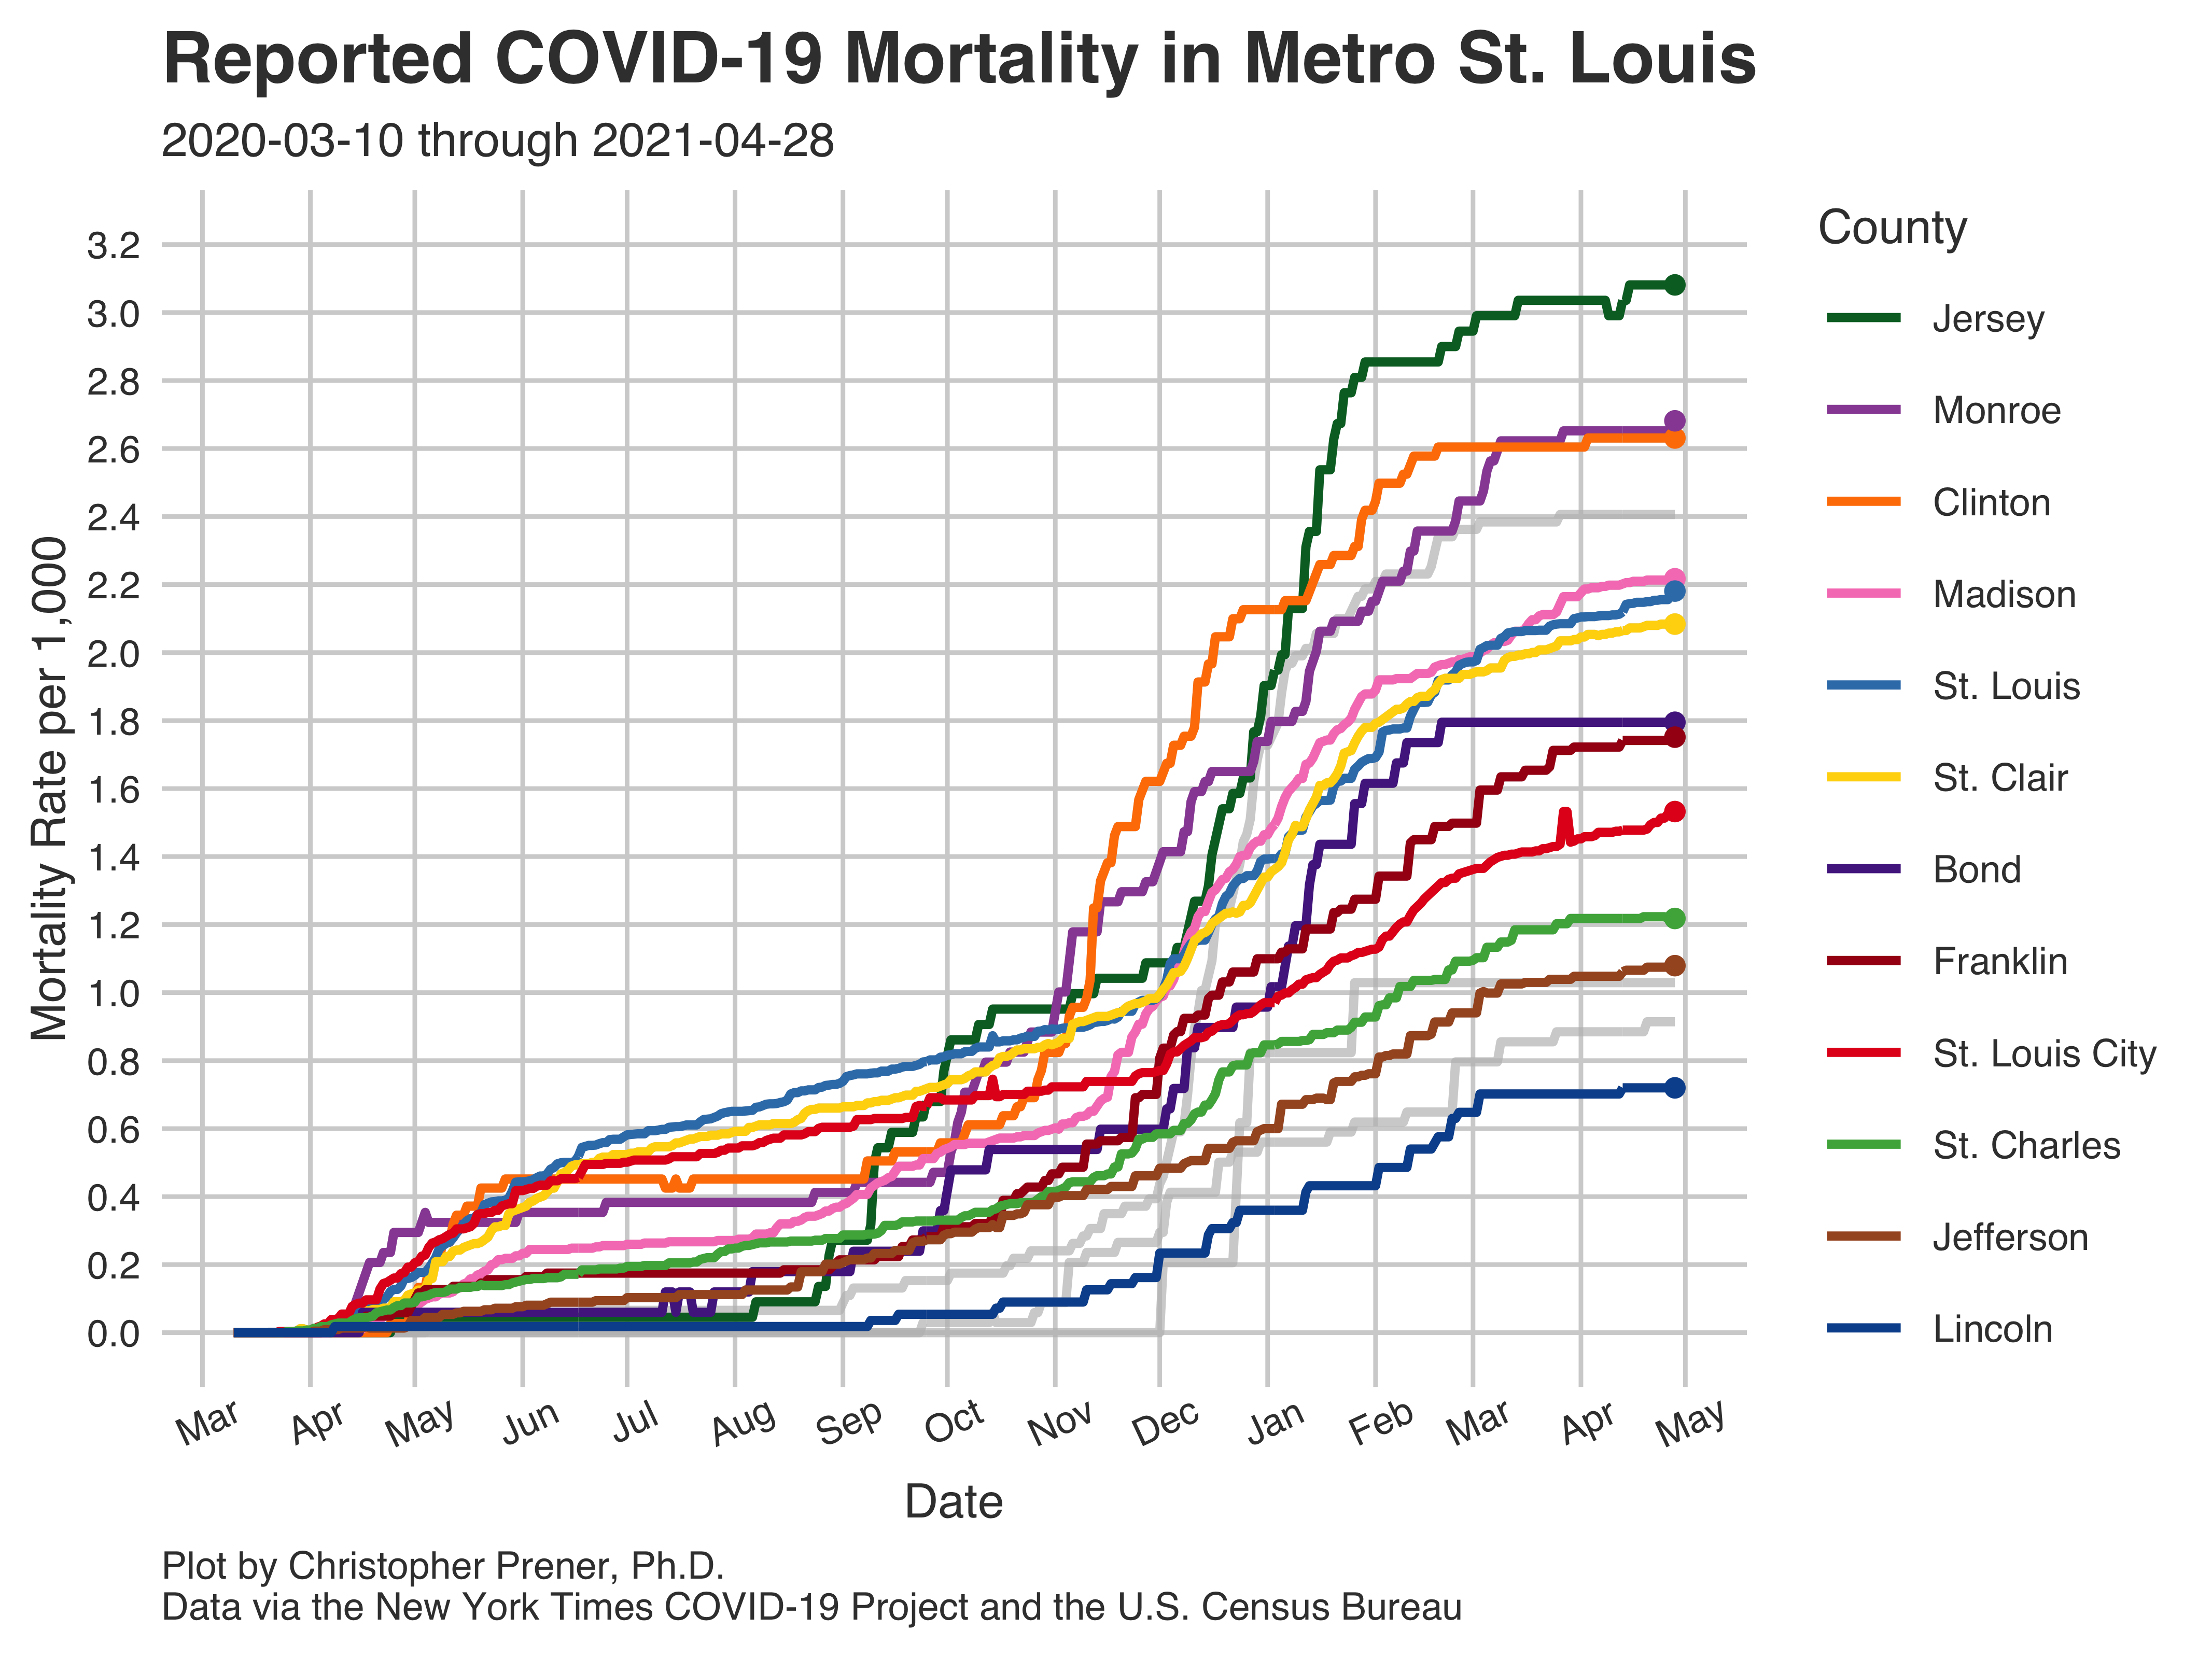 Reported COVID-19 Mortality in Metro St. Louis
2020-03-10 through 2021-04-28
Mortality Rate per 1,000
3.2
3.0
2.8
2.6
2.4
2.2
2.0
1.8
1.6
1.4
1.2
1.0
0.8
0.6
0.4
0.2
0.0
Mar Apr May Jun Jul Aug Sep Oct Nov Dec Jan Feb Mar Apr May
Date
County
Jersey
Monroe
Clinton
Madison
St. Louis
St. Clair
Bond
Franklin
St. Louis City
St. Charles
Jefferson
Lincoln
Plot by Christopher Prener, Ph.D.
Data via the New York Times COVID-19 Project and the U.S. Census Bureau